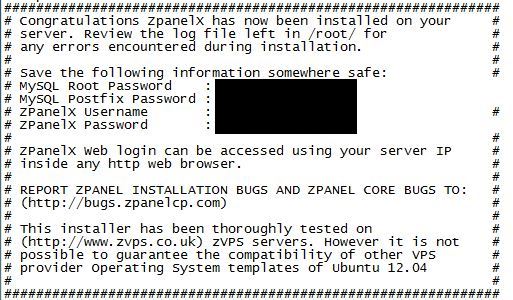 ###############################################################
# Congratulations ZpanelX has now been installed on your #
# server. Review the log file left in /root/ for #
# any errors encountered during installation. #
# #
# Save the following information somewhere safe: #
# MySQL Root Password :
# MySQL Postfix Password :
# ZPanelX Username : #
# ZPanelX Password :
# #
# ZPanelX Web login can be accessed using your server IP #
# inside any http web browser. #
# #
# REPORT ZPANEL INSTALLATION BUGS AND ZPANEL CORE BUGS TO: #
# (http://bugs.zpanelcp.com) #
# #
# This installer has been thoroughly tested on #
# (http://www.zvps.co.uk) zVPS servers. However it is not #
# possible to guarantee the compatibility of other VPS #
# provider Operating System templates of Ubuntu 12.04 #
# #
###############################################################